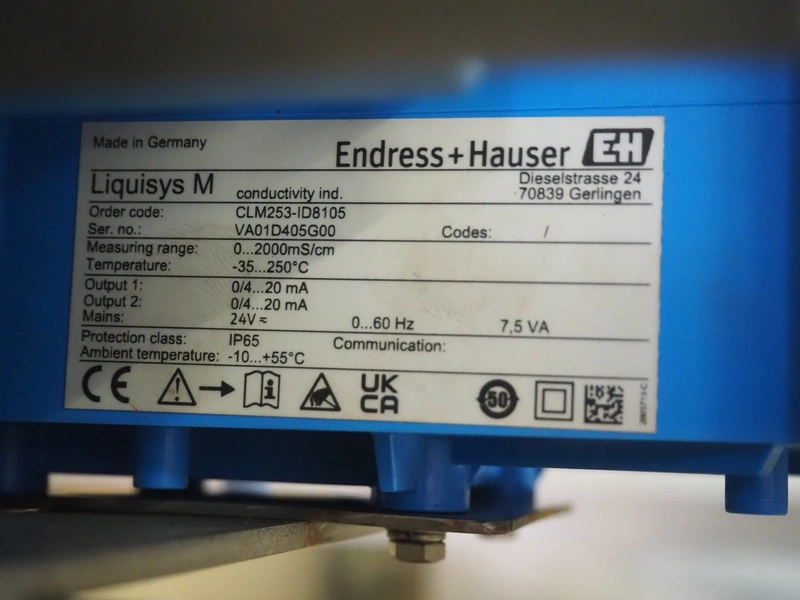 Made in Germany
Endress+Hauser EH
Liquisys M conductivity ind.
Dieselstrasse 24
70839 Gerlingen
Order code: CLM253-ID8105
Ser. no.: VA01D405G00 Codes: /
Measuring range: 0...2000mS/cm
Temperature: -35...250°C
Output 1: 0/4...20 mA
Output 2: 0/4...20 mA
Mains: 24V ⎓ 0...60 Hz 7,5 VA
Protection class: IP65 Communication:
Ambient temperature: -10...+55°C
CE i UK
CA 50